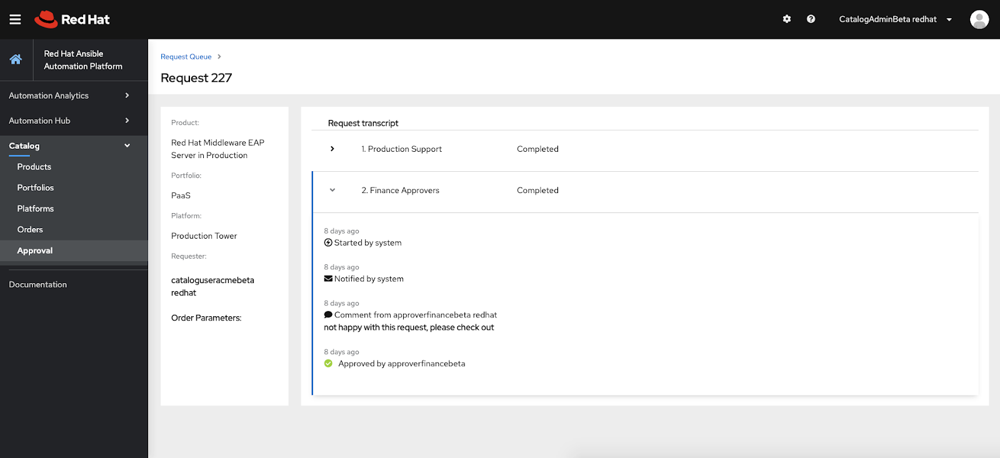 Red Hat
CatalogAdminBeta redhat
Red Hat Ansible
Automation Platform
Automation Analytics
Automation Hub
Catalog
Products
Portfolios
Platforms
Orders
Approval
Documentation
Request Queue
Request 227
Product:
Red Hat Middleware EAP
Server in Production
Portfolio:
PaaS
Platform:
Production Tower
Requester:
cataloguseracmebeta
redhat
Order Parameters:
Request transcript
1. Production Support Completed
2. Finance Approvers Completed
8 days ago
Started by system
8 days ago
Notified by system
8 days ago
Comment from approverfinancebeta redhat
not happy with this request, please check out
8 days ago
Approved by approverfinancebeta